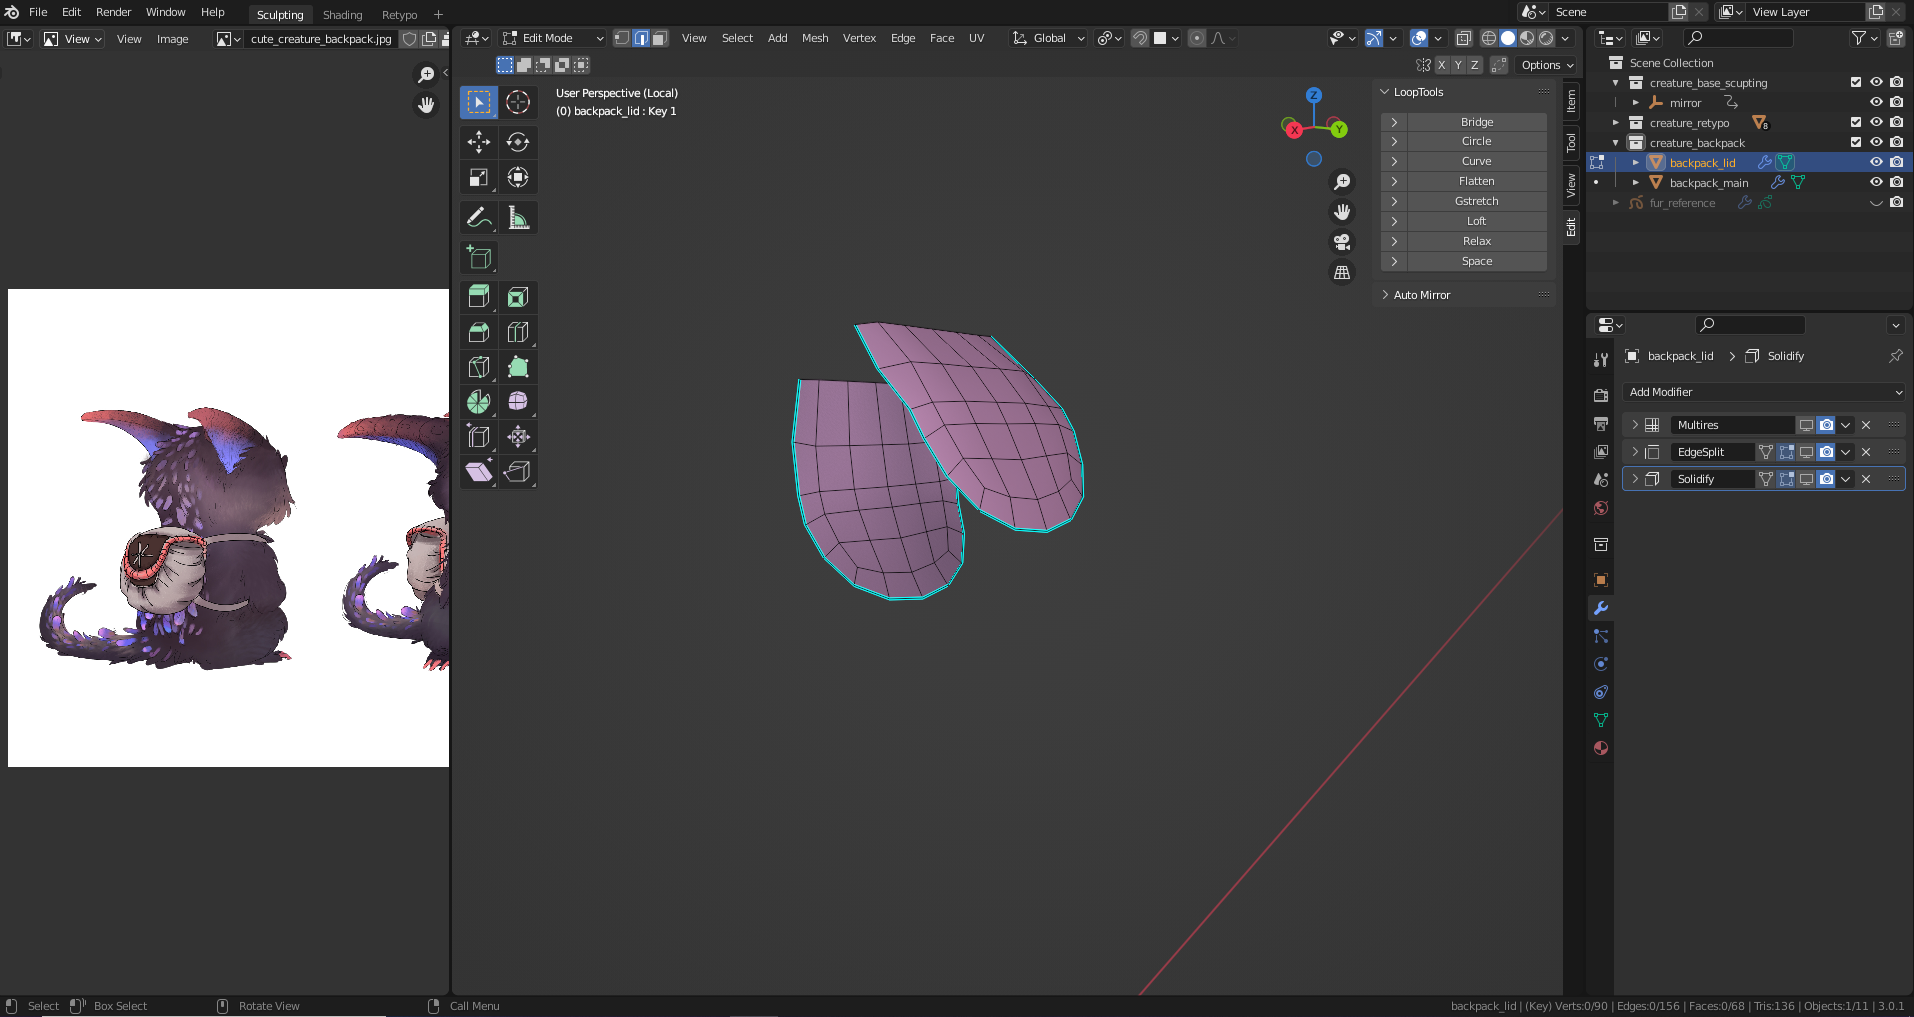 File Edit Render Window Help Sculpting Shading Retypo + Scene View Layer
View View Image cute_creature_backpack.jpg Edit Mode View Select Add Mesh Vertex Edge Face UV Global
X Y Z Options
User Perspective (Local)
(0) backpack_lid : Key 1
Z
X
Y
LoopTools
Bridge
Circle
Curve
Flatten
Gstretch
Loft
Relax
Space
Auto Mirror
Item
Tool
View
Edit
Scene Collection
creature_base_scupting
mirror
creature_retypo 8
creature_backpack
backpack_lid
backpack_main
fur_reference
backpack_lid > Solidify
Add Modifier
Multires
EdgeSplit
Solidify
Select Box Select Rotate View Call Menu
backpack_lid | (Key) Verts:0/90 | Edges:0/156 | Faces:0/68 | Tris:136 | Objects:1/11 | 3.0.1